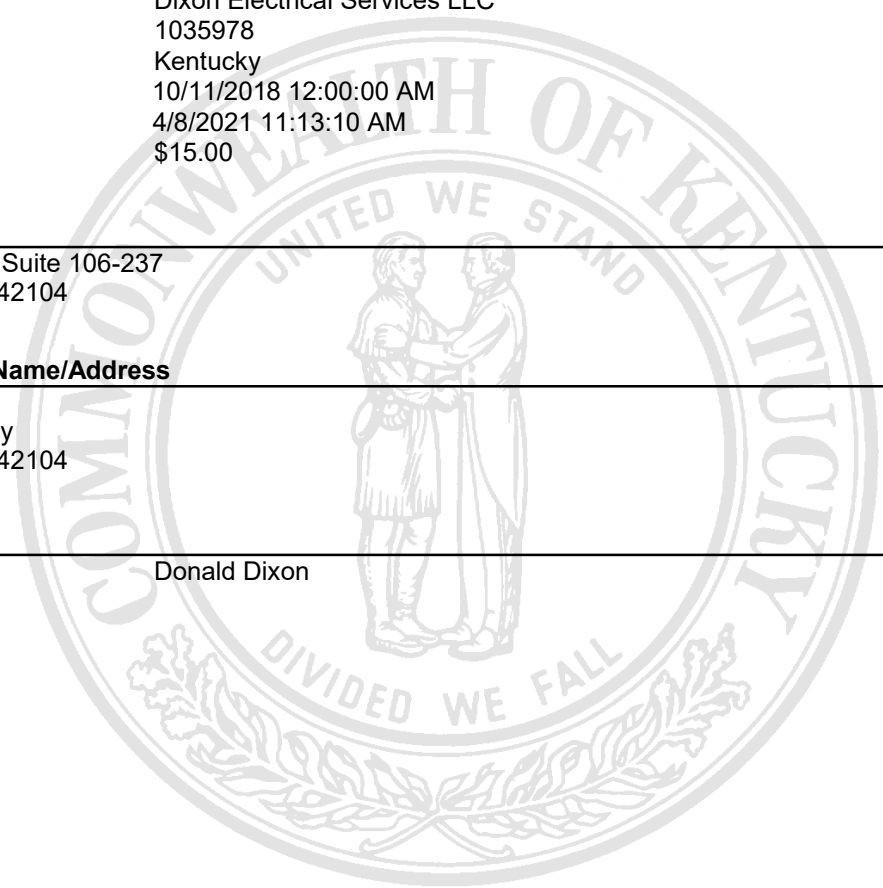 Dixon Electrical Services LLC
1035978
Kentucky
10/11/2018 12:00:00 AM
4/8/2021 11:13:10 AM
$15.00
Suite 106-237
42104
Name/Address
y
42104
Donald Dixon
COMMONWEALTH OF KENTUCKY
UNITED WE STAND
DIVIDED WE FALL